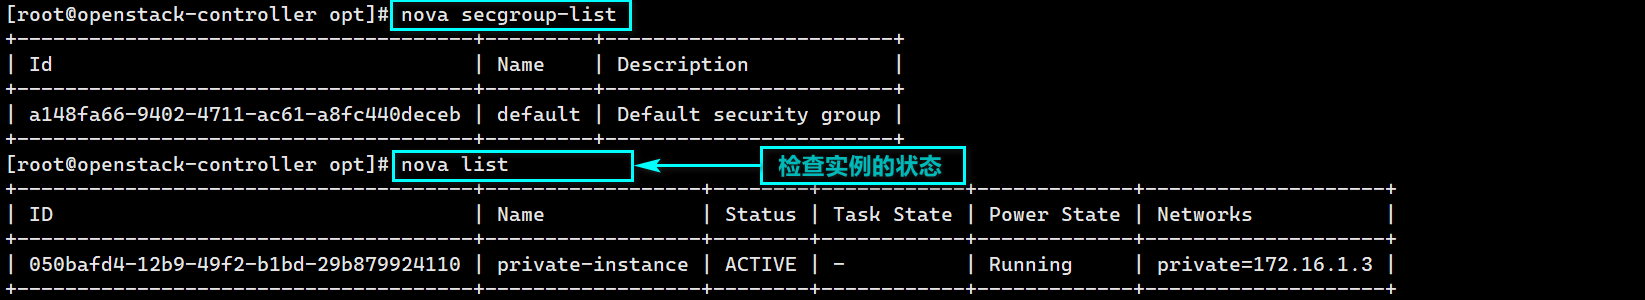 [root@openstack-controller opt]# nova secgroup-list
+--------------------------------------+---------+------------------------+
| Id                                   | Name    | Description            |
+--------------------------------------+---------+------------------------+
| a148fa66-9402-4711-ac61-a8fc440deceb | default | Default security group |
+--------------------------------------+---------+------------------------+
[root@openstack-controller opt]# nova list 检查实例的状态
+--------------------------------------+------------------+--------+------------+-------------+--------------------+
| ID                                   | Name             | Status | Task State | Power State | Networks           |
+--------------------------------------+------------------+--------+------------+-------------+--------------------+
| 050bafd4-12b9-49f2-b1bd-29b879924110 | private-instance | ACTIVE | -          | Running     | private=172.16.1.3 |
+--------------------------------------+------------------+--------+------------+-------------+--------------------+